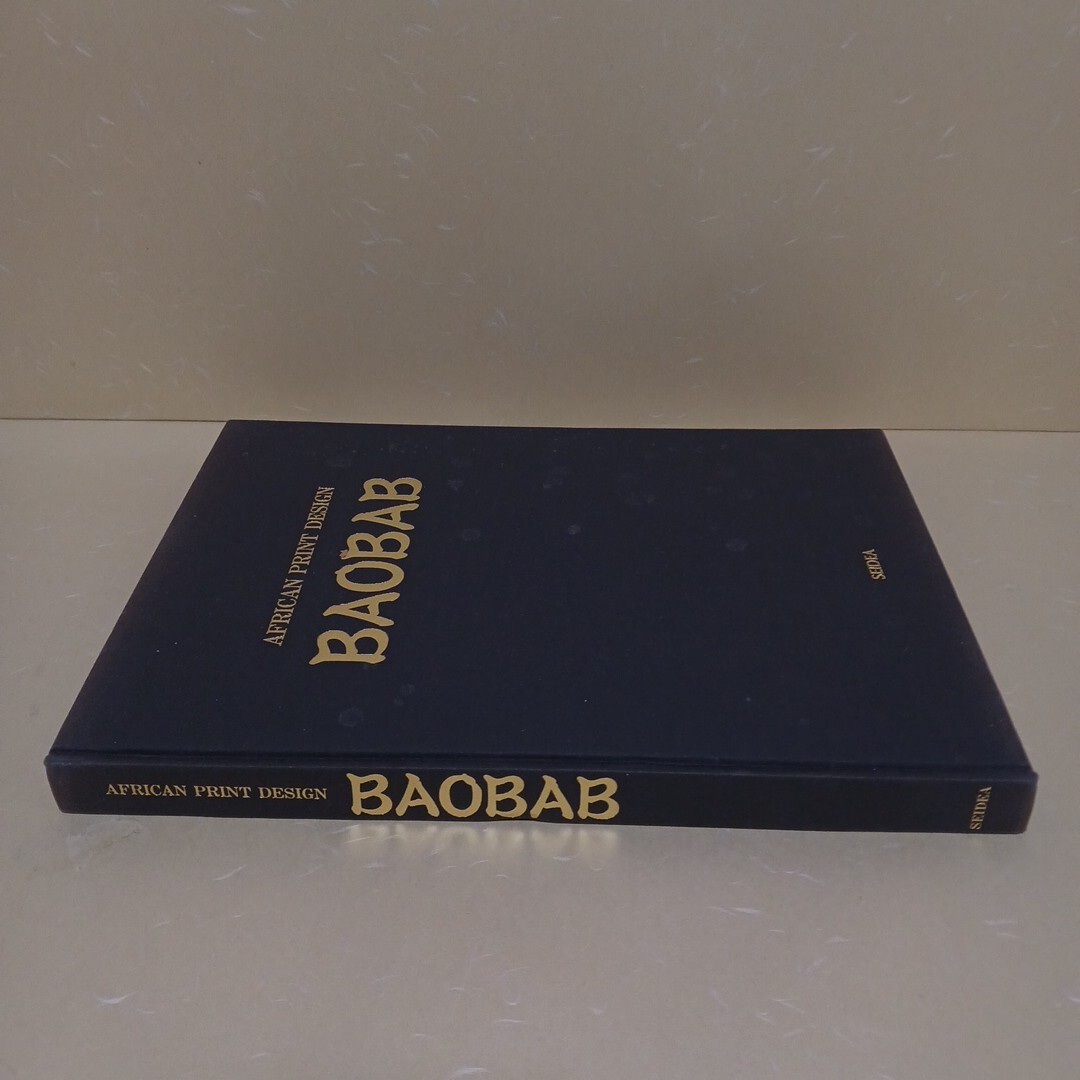 AFRICAN PRINT DESIGN
BAOBAB
SEIDEA
AFRICAN PRINT DESIGN BAOBAB SEIDEA